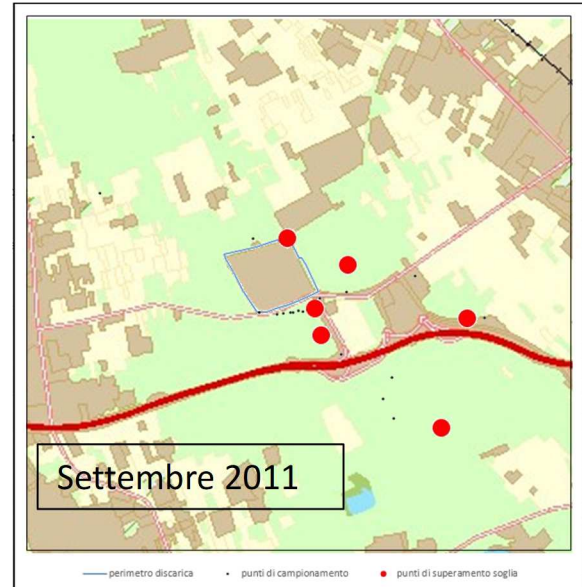 Settembre 2011
perimetro discarica punti di campionamento punti di superamento soglia